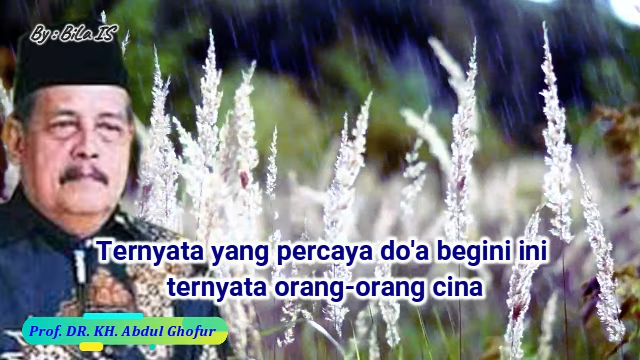 By : BiLa IS
Ternyata yang percaya do'a begini ini
ternyata orang-orang cina
Prof. DR. KH. Abdul Ghofur